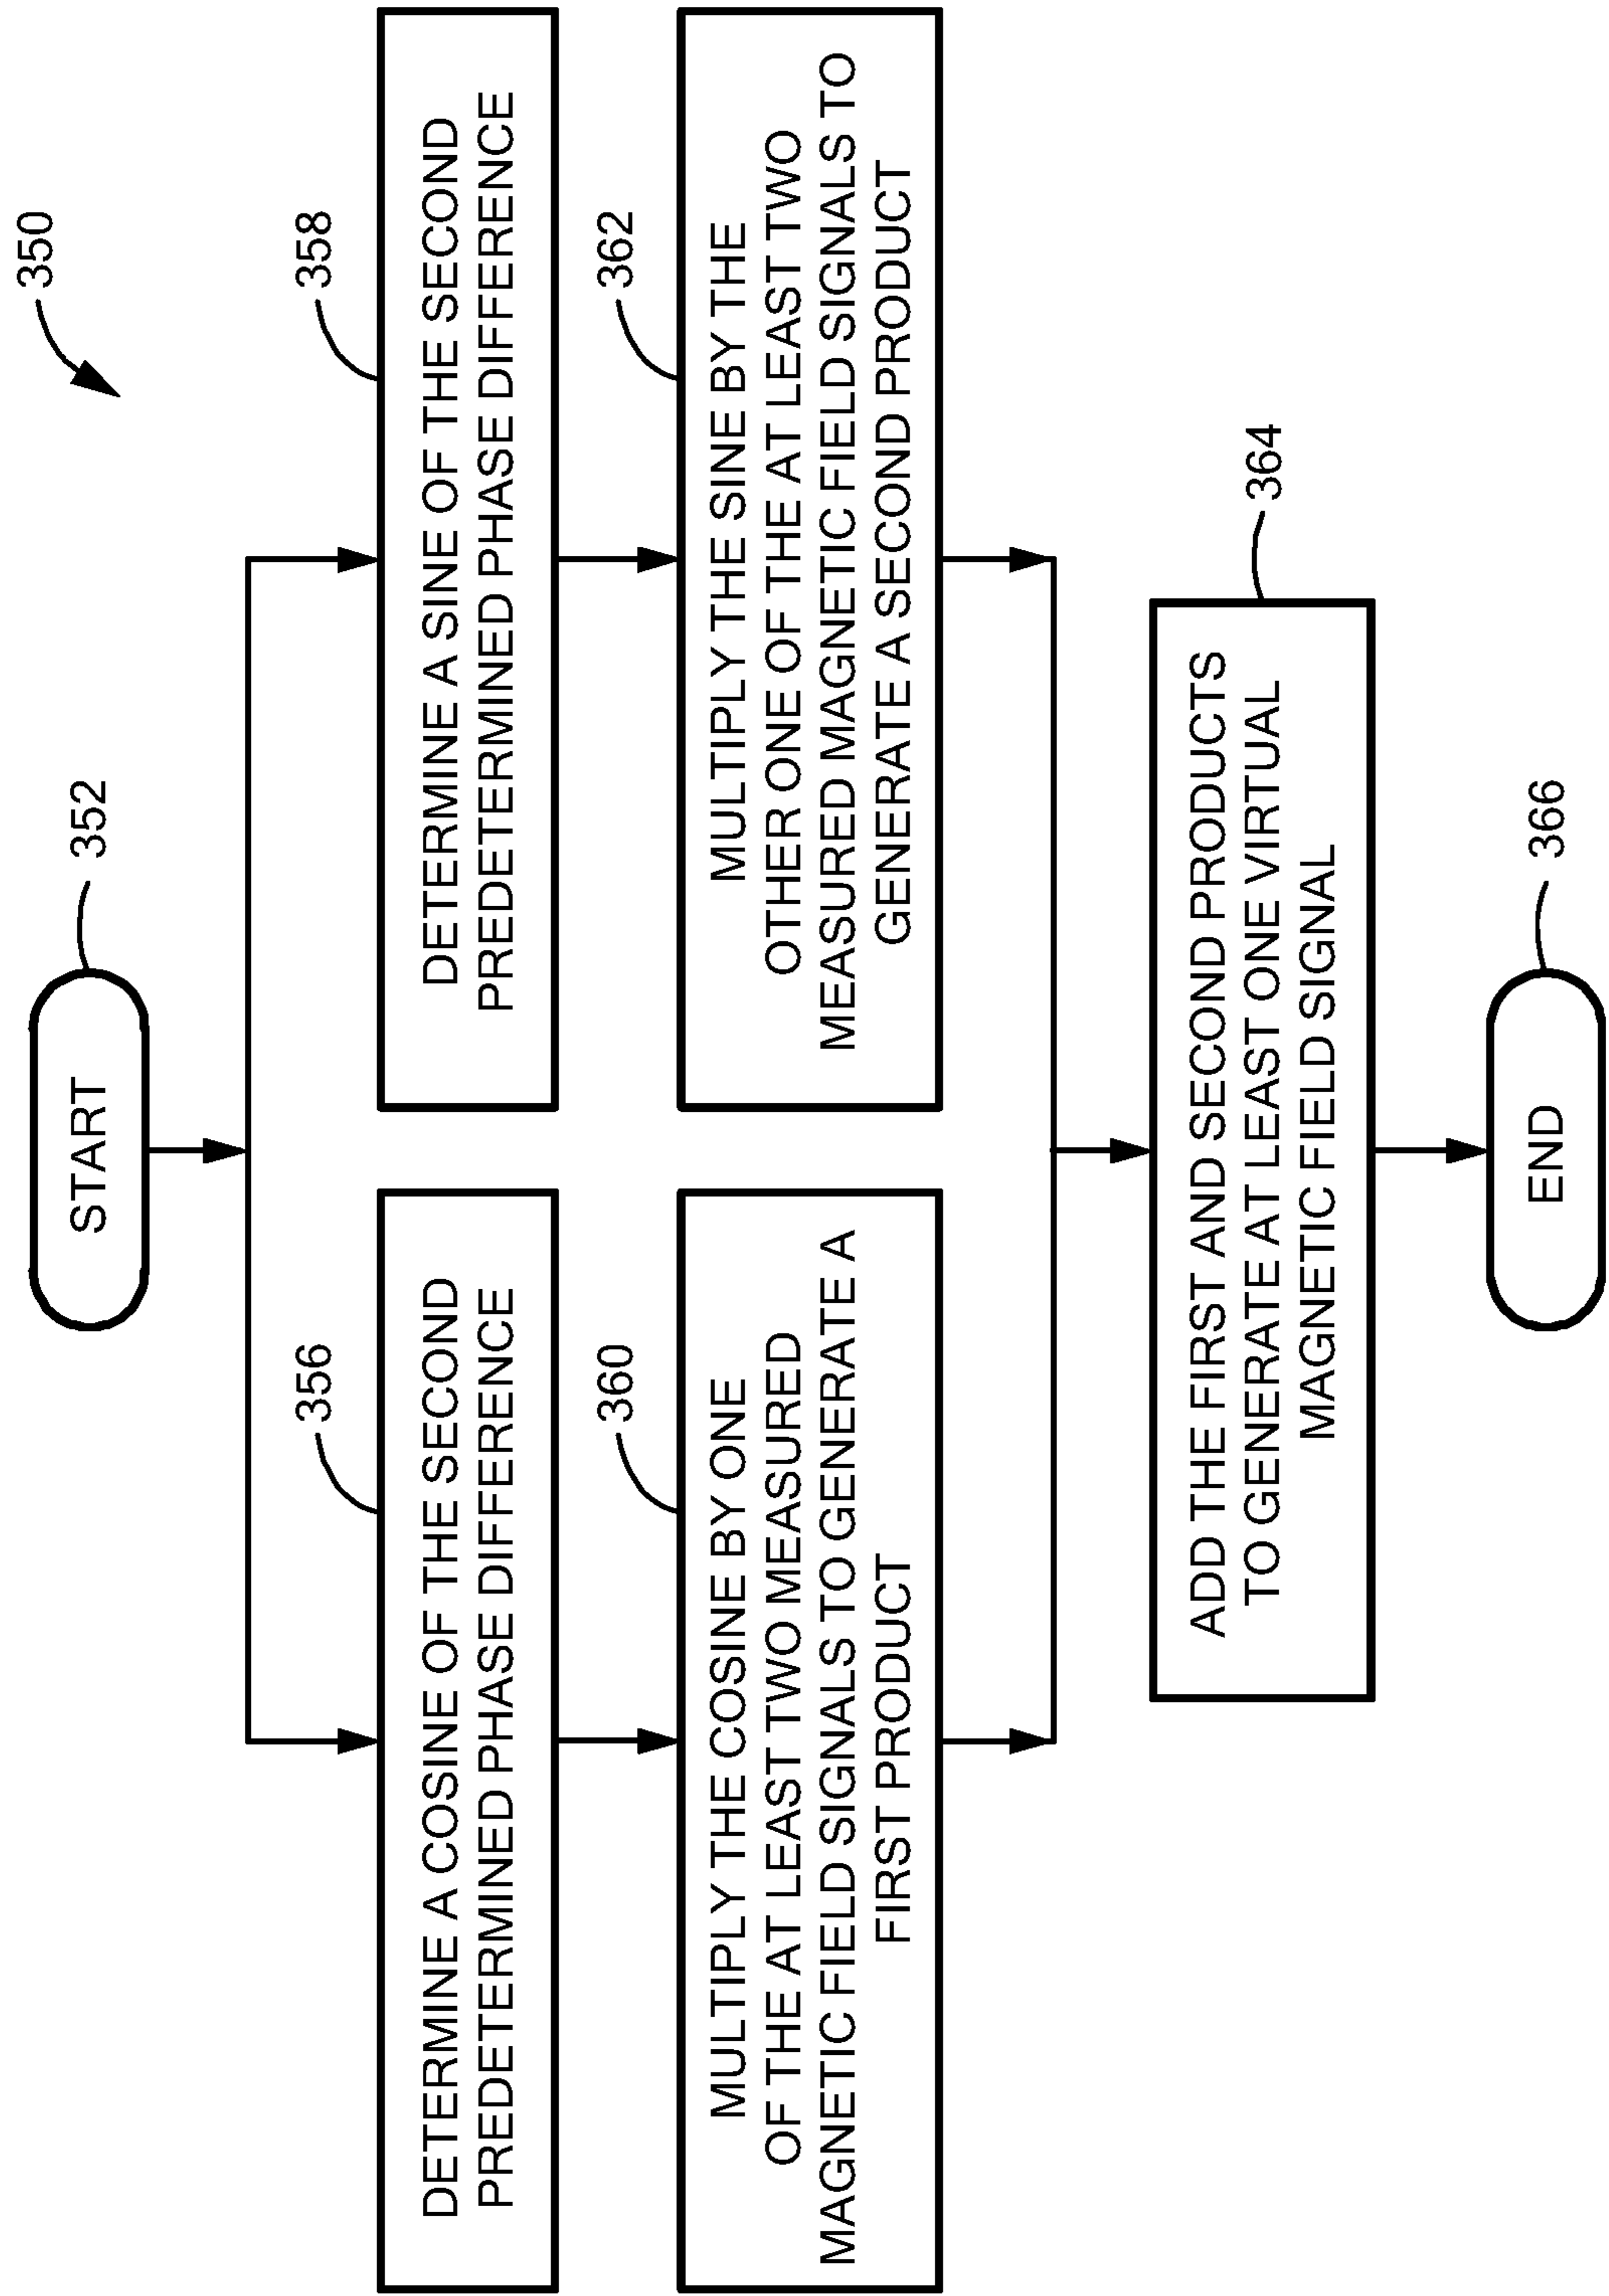 350
START
352
356
DETERMINE A COSINE OF THE SECOND
PREDETERMINED PHASE DIFFERENCE
358
DETERMINE A SINE OF THE SECOND
PREDETERMINED PHASE DIFFERENCE
360
MULTIPLY THE COSINE BY ONE
OF THE AT LEAST TWO MEASURED
MAGNETIC FIELD SIGNALS TO GENERATE A
FIRST PRODUCT
362
MULTIPLY THE SINE BY THE
OTHER ONE OF THE AT LEAST TWO
MEASURED MAGNETIC FIELD SIGNALS TO
GENERATE A SECOND PRODUCT
364
ADD THE FIRST AND SECOND PRODUCTS
TO GENERATE AT LEAST ONE VIRTUAL
MAGNETIC FIELD SIGNAL
366
END